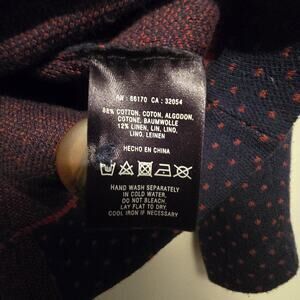 RN : 66170 CA : 32054
88% COTTON, COTON, ALGODON,
COTONE, BAUMWOLLE
12% LINEN, LIN, LINO,
LINO, LEINEN
HECHO EN CHINA
HAND WASH SEPARATELY
IN COLD WATER.
DO NOT BLEACH.
LAY FLAT TO DRY.
COOL IRON IF NECESSARY